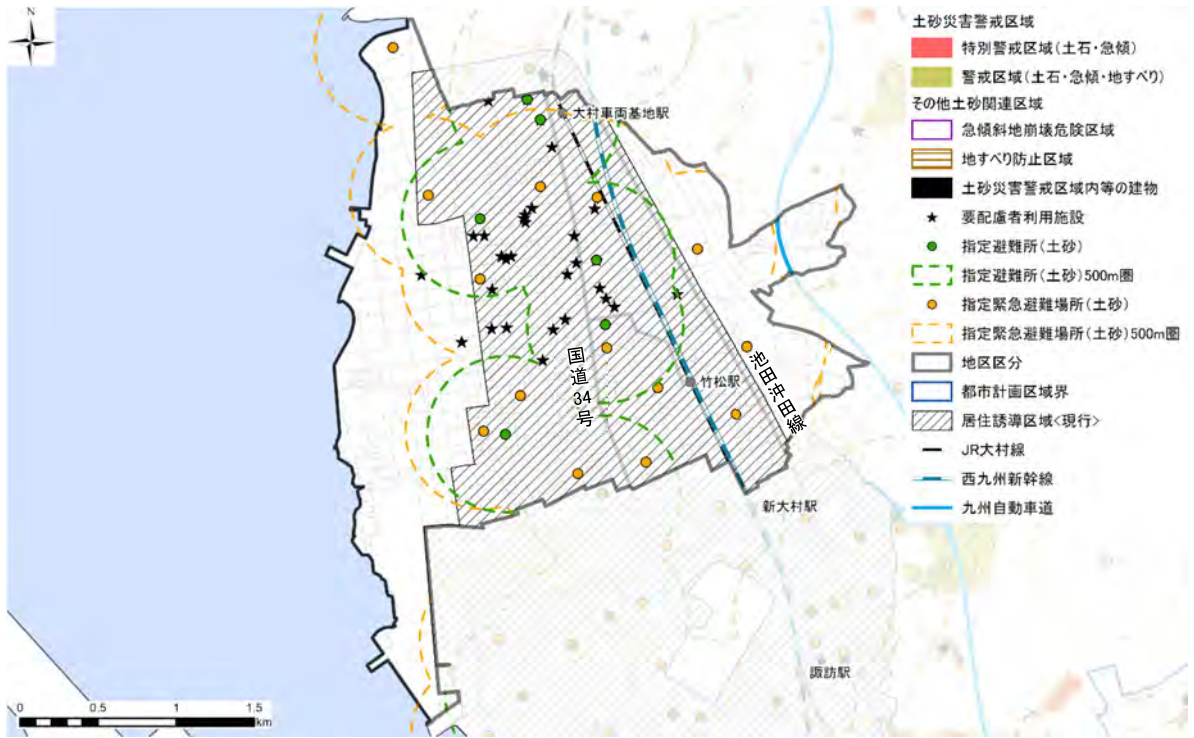 N
大村車両基地駅
国道34号
竹松駅
池田沖田線
新大村駅
諏訪駅
0 0.5 1 1.5
km
土砂災害警戒区域
特別警戒区域(土石・急傾)
警戒区域(土石・急傾・地すべり)
その他土砂関連区域
急傾斜地崩壊危険区域
地すべり防止区域
土砂災害警戒区域内等の建物
要配慮者利用施設
指定避難所(土砂)
指定避難所(土砂)500m圏
指定緊急避難場所(土砂)
指定緊急避難場所(土砂)500m圏
地区区分
都市計画区域界
居住誘導区域<現行>
JR大村線
西九州新幹線
九州自動車道